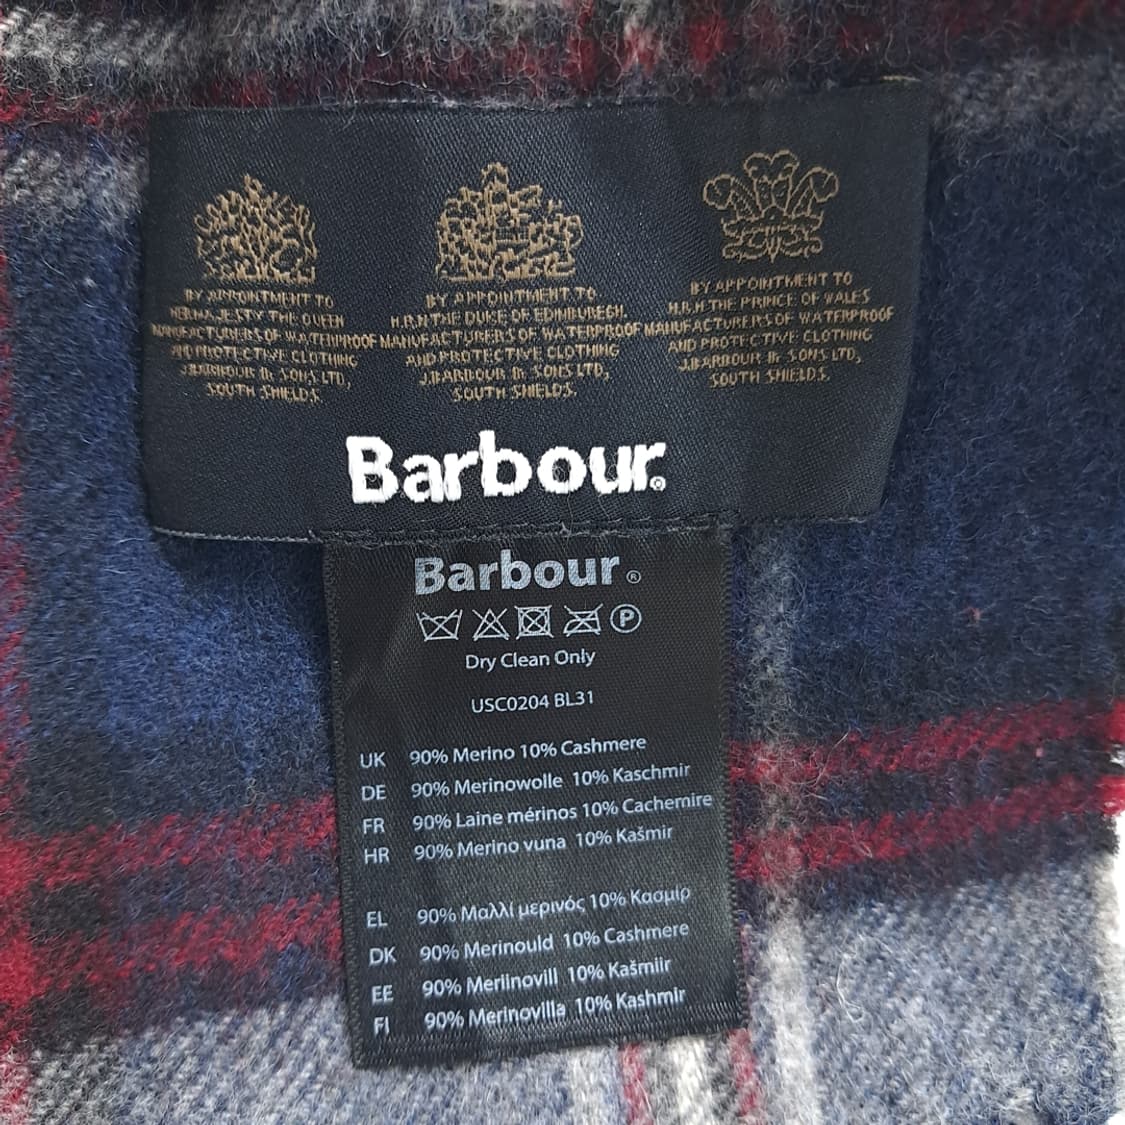 BY APPOINTMENT TO
HER MAJESTY THE QUEEN
MANUFACTURERS OF WATERPROOF
AND PROTECTIVE CLOTHING
J.BARBOUR & SONS LTD,
SOUTH SHIELDS.
BY APPOINTMENT TO
H.R.H THE DUKE OF EDINBURGH.
MANUFACTURERS OF WATERPROOF
AND PROTECTIVE CLOTHING
J.BARBOUR & SONS LTD,
SOUTH SHIELDS.
BY APPOINTMENT TO
H.R.H.THE PRINCE OF WALES
MANUFACTURERS OF WATERPROOF
AND PROTECTIVE CLOTHING
J.BARBOUR & SONS LTD,
SOUTH SHIELDS.
Barbour®
Barbour®
P
Dry Clean Only
USC0204 BL31
UK 90% Merino 10% Cashmere
DE 90% Merinowolle 10% Kaschmir
FR 90% Laine mérinos 10% Cachemire
HR 90% Merino vuna 10% Kašmir
EL 90% Μαλλί μερινός 10% Κασμίρ
DK 90% Merinould 10% Cashmere
EE 90% Meriinovill 10% Kašmiir
FI 90% Merinovilla 10% Kashmir